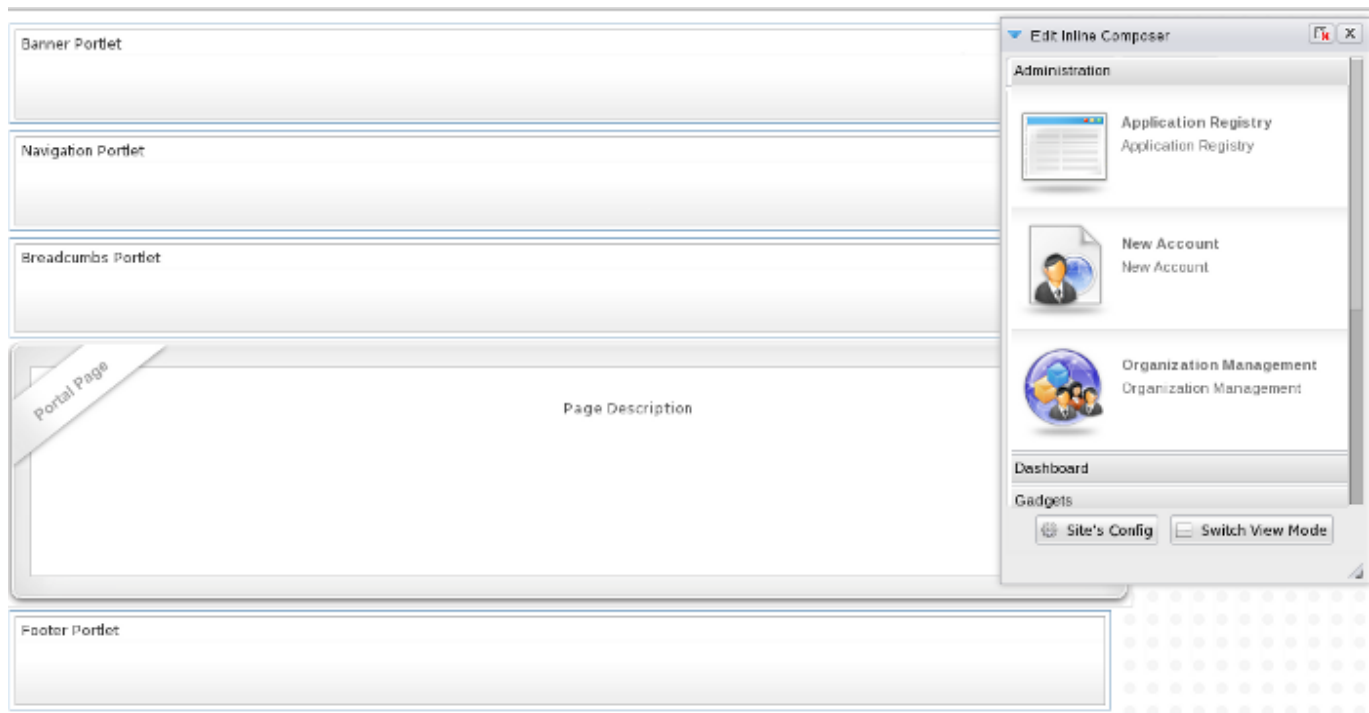 Banner Portlet
Navigation Portlet
Breadcumbs Portlet
Portal Page
Page Description
Footer Portlet
Edit Inline Composer
Administration
Application Registry
Application Registry
New Account
New Account
Organization Management
Organization Management
Dashboard
Gadgets
Site's Config
Switch View Mode